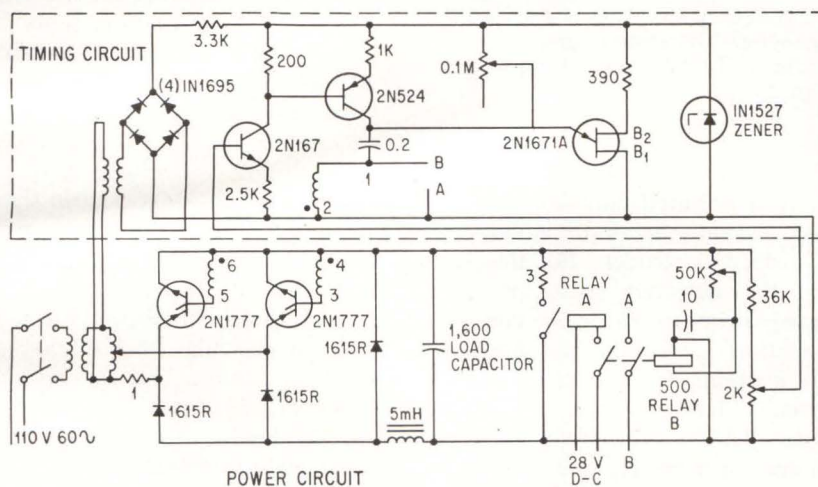 TIMING CIRCUIT
3.3K
(4) IN1695
200
1K
2N524
0.1M
390
2N167
0.2
2N1671A
B₂
B₁
IN1527
ZENER
1
B
A
2.5K
2
6
5
2N1777
4
3
2N1777
1615R
1,600
LOAD
CAPACITOR
3
RELAY
A
A
50K
10
36K
2K
500
RELAY
B
1
1615R
1615R
5mH
110 V 60~
28 V
D-C
B
POWER CIRCUIT